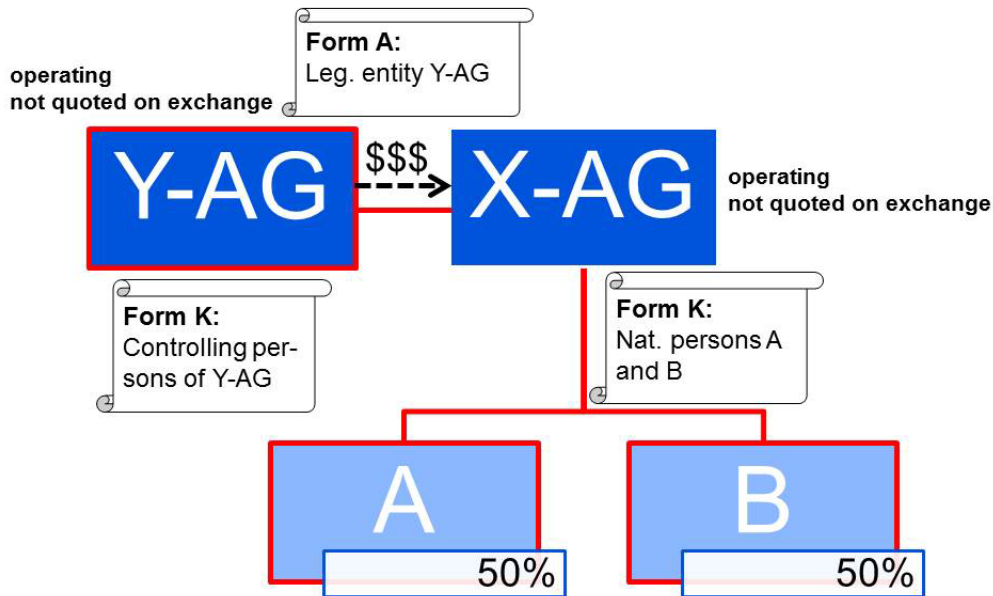 Form A:
Leg. entity Y-AG
operating
not quoted on exchange
Y-AG
$$$
X-AG
operating
not quoted on exchange
Form K:
Controlling per-
sons of Y-AG
Form K:
Nat. persons A
and B
A
50%
B
50%